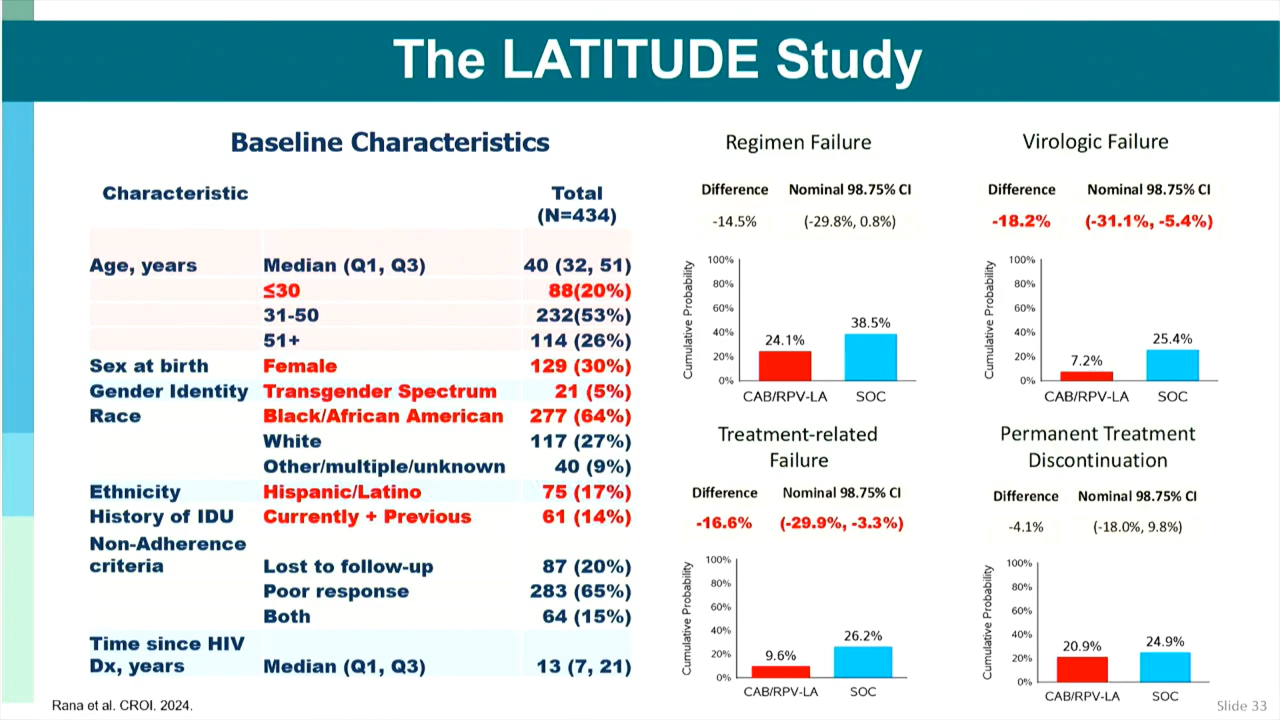 The LATITUDE Study
Baseline Characteristics
Characteristic Total
(N=434)
Age, years Median (Q1, Q3) 40 (32, 51)
≤30 88(20%)
31-50 232(53%)
51+ 114 (26%)
Sex at birth Female 129 (30%)
Gender Identity Transgender Spectrum 21 (5%)
Race Black/African American 277 (64%)
White 117 (27%)
Other/multiple/unknown 40 (9%)
Ethnicity Hispanic/Latino 75 (17%)
History of IDU Currently + Previous 61 (14%)
Non-Adherence
criteria Lost to follow-up 87 (20%)
Poor response 283 (65%)
Both 64 (15%)
Time since HIV
Dx, years Median (Q1, Q3) 13 (7, 21)
Regimen Failure
Difference Nominal 98.75% CI
-14.5% (-29.8%, 0.8%)
Cumulative Probability
100%
80%
60%
40%
20%
0%
24.1%
38.5%
CAB/RPV-LA SOC
Virologic Failure
Difference Nominal 98.75% CI
-18.2% (-31.1%, -5.4%)
Cumulative Probability
100%
80%
60%
40%
20%
0%
7.2%
25.4%
CAB/RPV-LA SOC
Treatment-related
Failure
Difference Nominal 98.75% CI
-16.6% (-29.9%, -3.3%)
Cumulative Probability
100%
80%
60%
40%
20%
0%
9.6%
26.2%
CAB/RPV-LA SOC
Permanent Treatment
Discontinuation
Difference Nominal 98.75% CI
-4.1% (-18.0%, 9.8%)
Cumulative Probability
100%
80%
60%
40%
20%
0%
20.9%
24.9%
CAB/RPV-LA SOC
Rana et al. CROI. 2024.
Slide 33